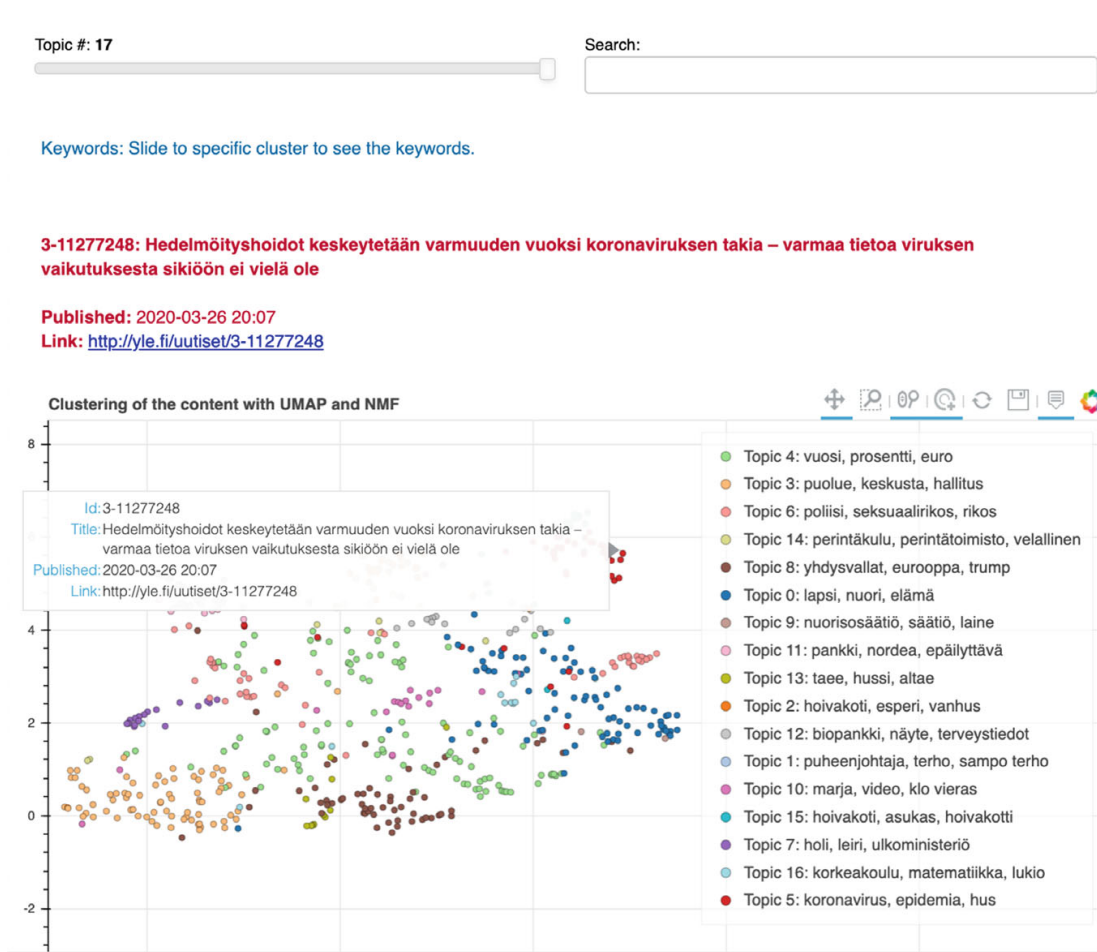 Topic #: 17
Search:
Keywords: Slide to specific cluster to see the keywords.
3-11277248: Hedelmöityshoidot keskeytetään varmuuden vuoksi koronaviruksen takia – varmaa tietoa viruksen
vaikutuksesta sikiöön ei vielä ole
Published: 2020-03-26 20:07
Link: http://yle.fi/uutiset/3-11277248
Clustering of the content with UMAP and NMF
8
Id: 3-11277248
Title: Hedelmöityshoidot keskeytetään varmuuden vuoksi koronaviruksen takia –
varmaa tietoa viruksen vaikutuksesta sikiöön ei vielä ole
Published: 2020-03-26 20:07
Link: http://yle.fi/uutiset/3-11277248
4
2
0
-2
Topic 4: vuosi, prosentti, euro
Topic 3: puolue, keskusta, hallitus
Topic 6: poliisi, seksuaalirikos, rikos
Topic 14: perintäkulu, perintätoimisto, velallinen
Topic 8: yhdysvallat, eurooppa, trump
Topic 0: lapsi, nuori, elämä
Topic 9: nuorisosäätiö, säätiö, laine
Topic 11: pankki, nordea, epäilyttävä
Topic 13: taee, hussi, altae
Topic 2: hoivakoti, esperi, vanhus
Topic 12: biopankki, näyte, terveystiedot
Topic 1: puheenjohtaja, terho, sampo terho
Topic 10: marja, video, klo vieras
Topic 15: hoivakoti, asukas, hoivakotti
Topic 7: holi, leiri, ulkoministeriö
Topic 16: korkeakoulu, matematiikka, lukio
Topic 5: koronavirus, epidemia, hus